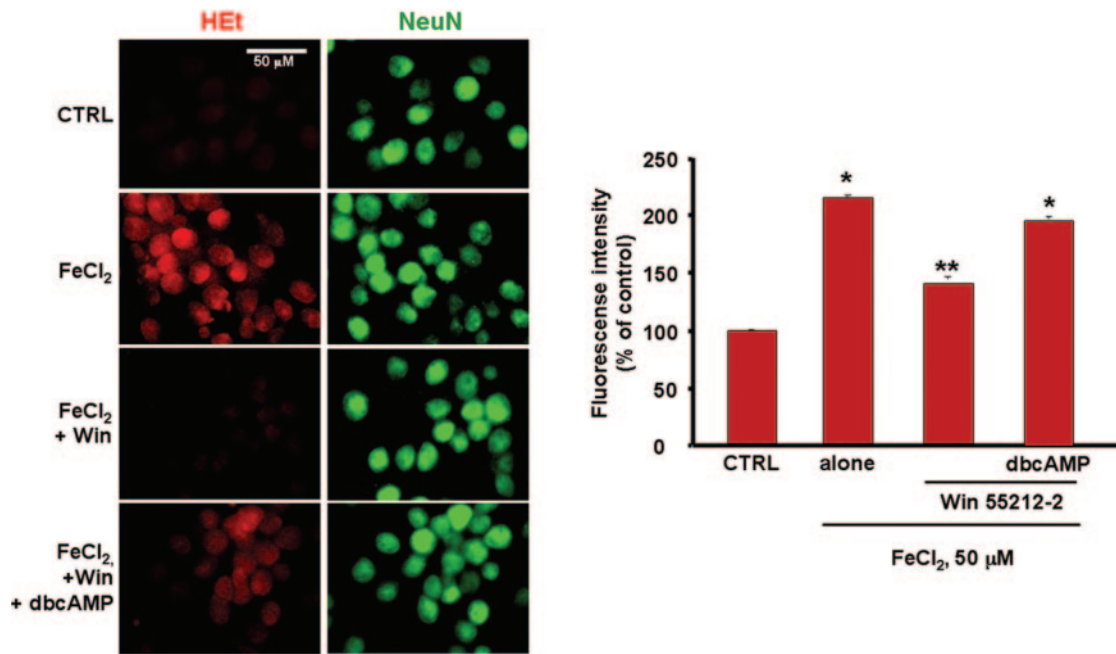 HEt NeuN
50 μM
CTRL
FeCl2
FeCl2
+ Win
FeCl2,
+Win
+ dbcAMP
Fluorescense intensity
(% of control)
250
200
150
100
50
0
*
**
*
CTRL alone dbcAMP
Win 55212-2
FeCl2, 50 μM